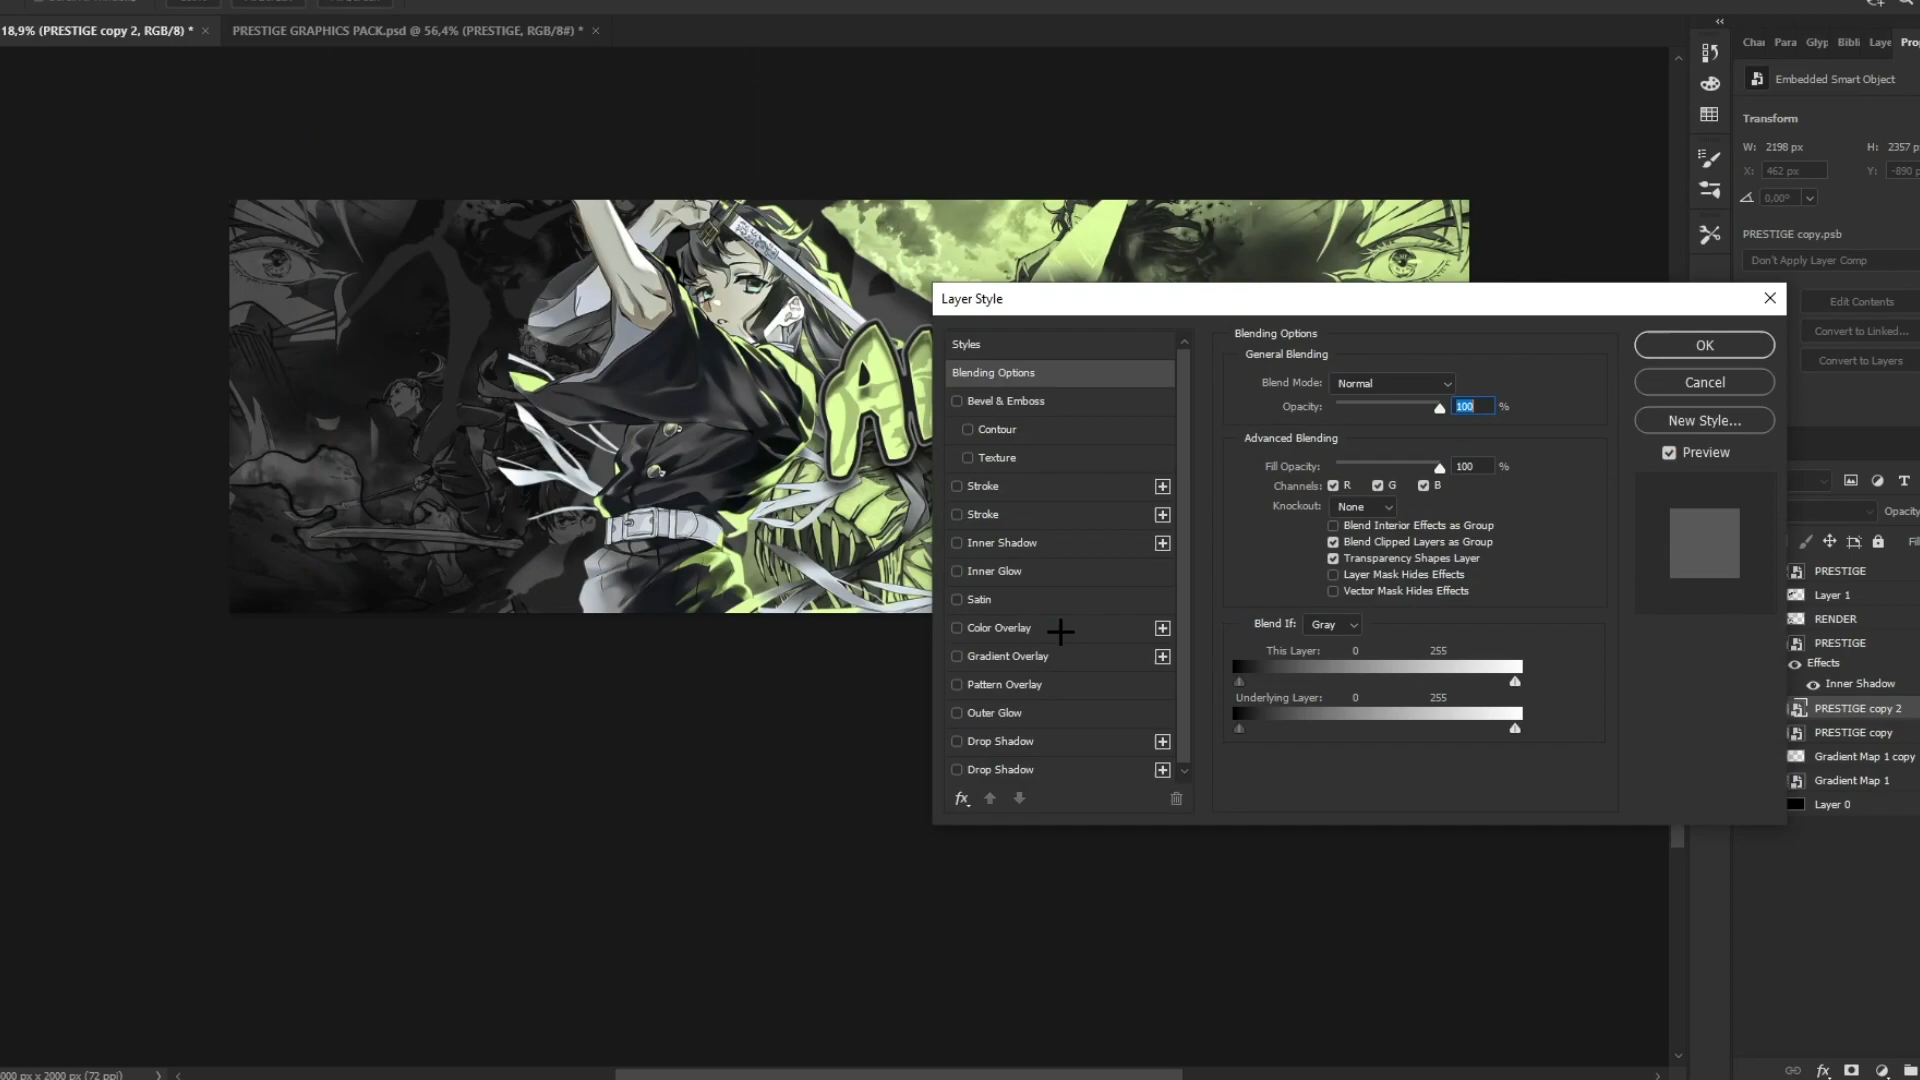 18,9% (PRESTIGE copy 2, RGB/8) *
PRESTIGE GRAPHICS PACK.psd @ 56,4% (PRESTIGE, RGB/8#) *
Char Para Glyp Bibli Laye Prop
Embedded Smart Object
Transform
W: 2198 px H: 2357 p
X: 462 px Y: -890 p
0,00°
PRESTIGE copy.psb
Don't Apply Layer Comp
Edit Contents
Convert to Linked...
Convert to Layers
Layer Style
Styles
Blending Options
Bevel & Emboss
Contour
Texture
Stroke
Stroke
Inner Shadow
Inner Glow
Satin
Color Overlay
Gradient Overlay
Pattern Overlay
Outer Glow
Drop Shadow
Drop Shadow
fx
Blending Options
General Blending
Blend Mode: Normal
Opacity: 100 %
Advanced Blending
Fill Opacity: 100 %
Channels: R G B
Knockout: None
Blend Interior Effects as Group
Blend Clipped Layers as Group
Transparency Shapes Layer
Layer Mask Hides Effects
Vector Mask Hides Effects
Blend If: Gray
This Layer: 0 255
Underlying Layer: 0 255
OK
Cancel
New Style...
Preview
T
Opacity
Fil
PRESTIGE
Layer 1
RENDER
PRESTIGE
Effects
Inner Shadow
PRESTIGE copy 2
PRESTIGE copy
Gradient Map 1 copy
Gradient Map 1
Layer 0
000 px x 2000 px (72 ppi)
fx